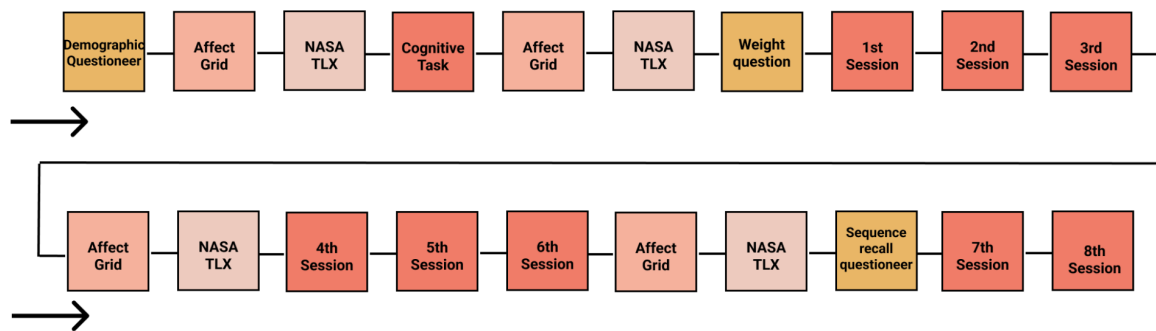 Demographic
Questioneer
Affect
Grid
NASA
TLX
Cognitive
Task
Affect
Grid
NASA
TLX
Weight
question
1st
Session
2nd
Session
3rd
Session
Affect
Grid
NASA
TLX
4th
Session
5th
Session
6th
Session
Affect
Grid
NASA
TLX
Sequence
recall
questioneer
7th
Session
8th
Session